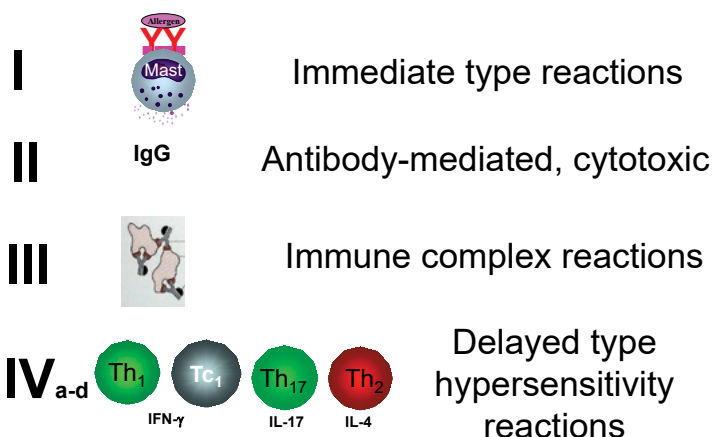 Allergen
Mast
I Immediate type reactions
II IgG Antibody-mediated, cytotoxic
III Immune complex reactions
IVa-d Th1 Tc1 Th17 Th2
IFN-γ IL-17 IL-4
Delayed type
hypersensitivity
reactions